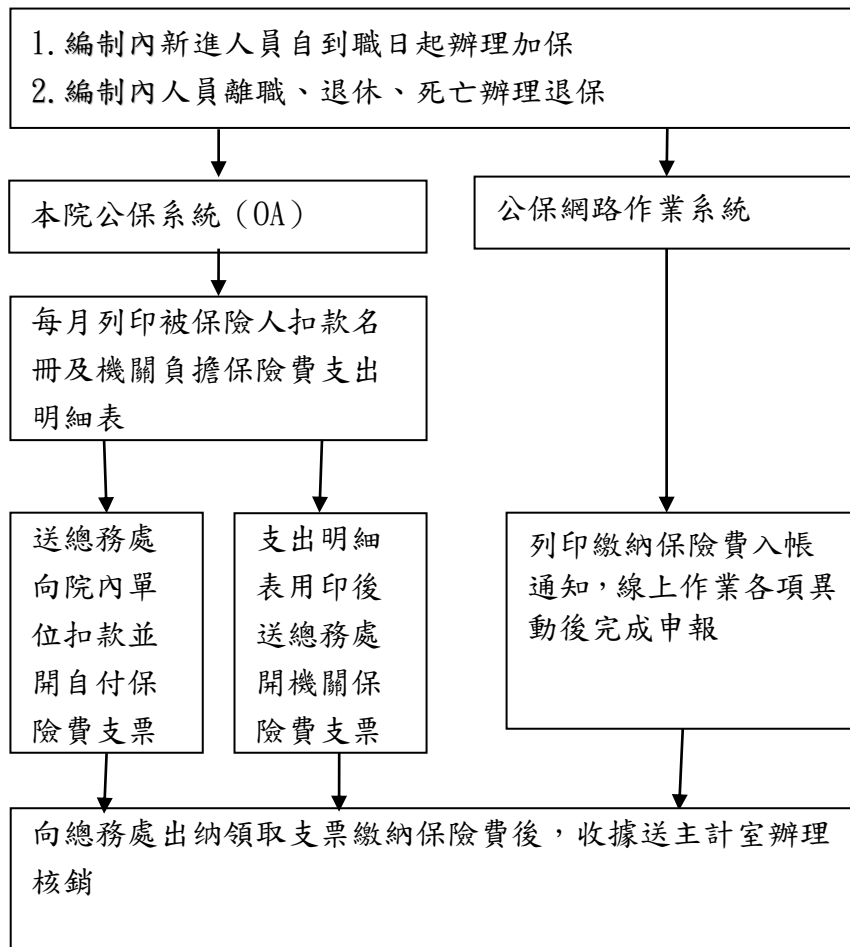 1.編制內新進人員自到職日起辦理加保
2.編制內人員離職、退休、死亡辦理退保
本院公保系統（OA）
公保網路作業系統
每月列印被保險人扣款名
冊及機關負擔保險費支出
明細表
送總務處
向院內單
位扣款並
開自付保
險費支票
支出明細
表用印後
送總務處
開機關保
險費支票
列印繳納保險費入帳
通知，線上作業各項異
動後完成申報
向總務處出纳領取支票繳納保險費後，收據送主計室辦理
核銷